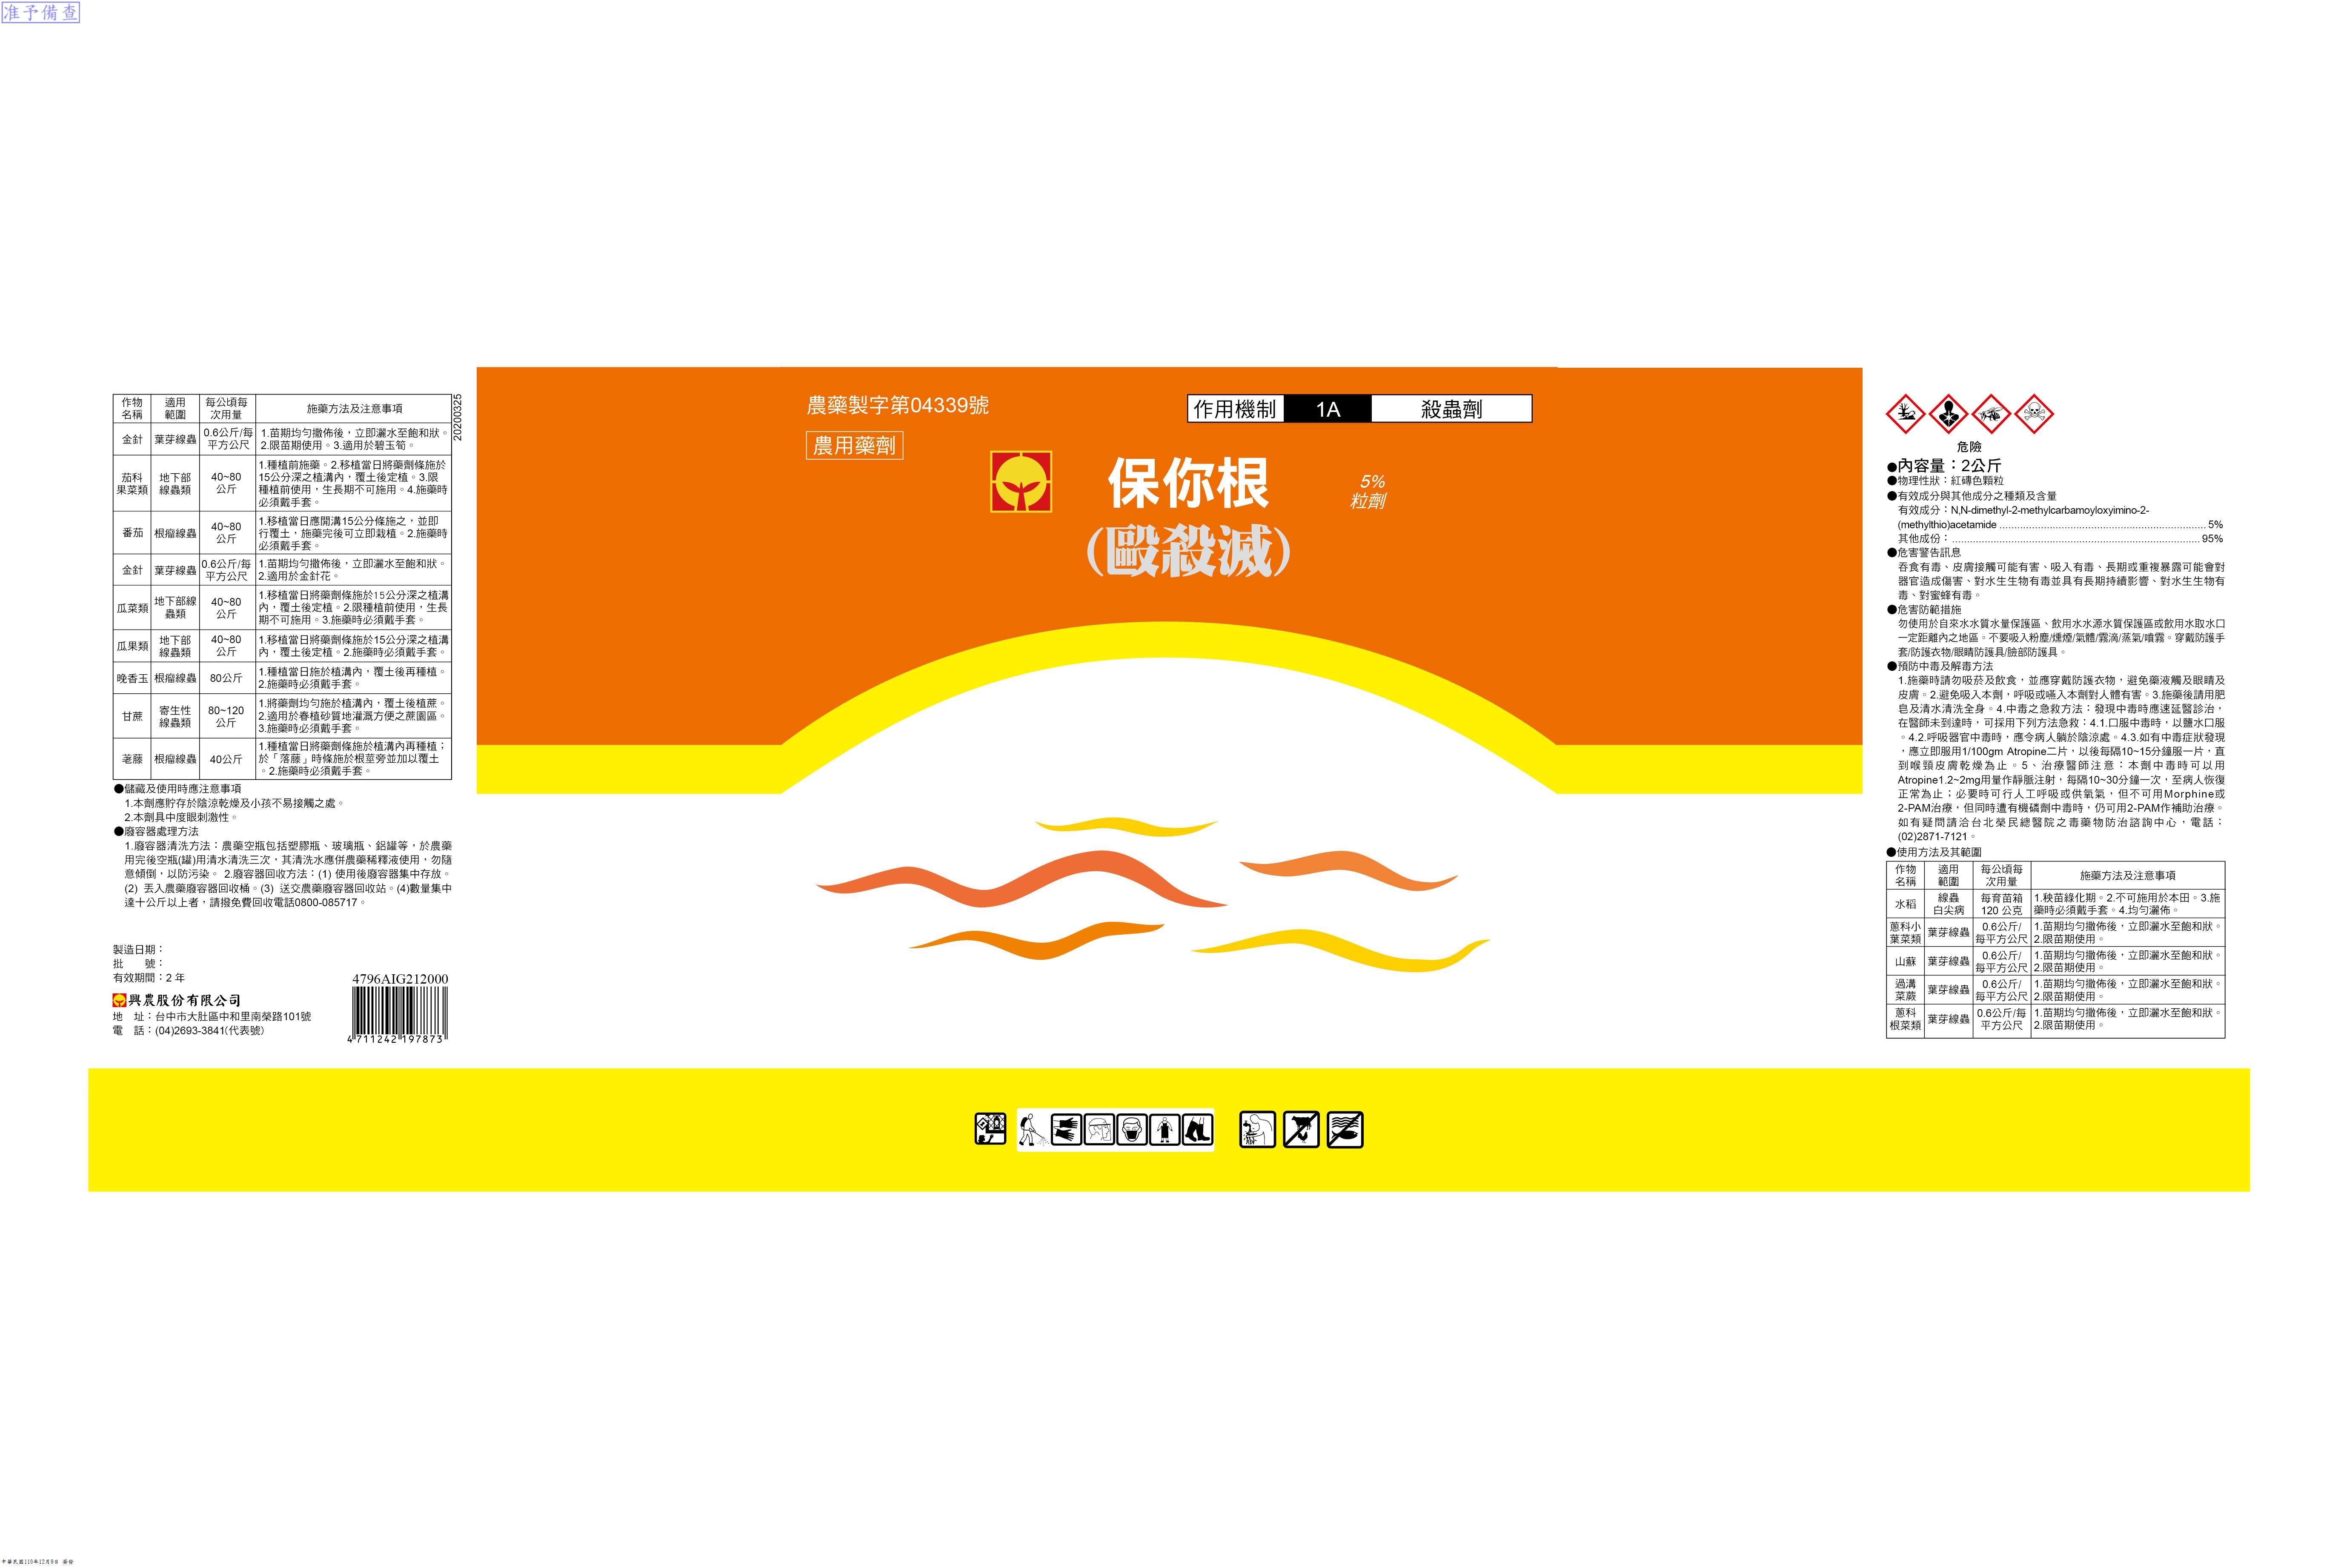 准予備查
農藥製字第04339號
農用藥劑
作用機制 1A 殺蟲劑
保你根
5%
粒劑
(毆殺滅)
危險
●內容量：2公斤
●物理性狀：紅磚色顆粒
●有效成分與其他成分之種類及含量
有效成分：N,N-dimethyl-2-methylcarbamoyloxyimino-2-
(methylthio)acetamide ........ 5%
其他成份：........ 95%
●危害警告訊息
吞食有毒、皮膚接觸可能有害、吸入有毒、長期或重複暴露可能會對
器官造成傷害、對水生生物有毒並具有長期持續影響、對水生生物有
毒、對蜜蜂有毒。
●危害防範措施
勿使用於自來水水質水量保護區、飲用水水源水質保護區或飲用水取水口
一定距離內之地區。不要吸入粉塵/燻煙/氣體/霧滴/蒸氣/噴霧。穿戴防護手
套/防護衣物/眼睛防護具/臉部防護具。
●預防中毒及解毒方法
1.施藥時請勿吸菸及飲食，並應穿戴防護衣物，避免藥液觸及眼睛及
皮膚。2.避免吸入本劑，呼吸或嚥入本劑對人體有害。3.施藥後請用肥
皂及清水清洗全身。4.中毒之急救方法：發現中毒時應速延醫診治，
在醫師未到達時，可採用下列方法急救：4.1.口服中毒時，以鹽水口服
。4.2.呼吸器官中毒時，應令病人躺於陰涼處。4.3.如有中毒症狀發現
，應立即服用1/100gm Atropine二片，以後每隔10~15分鐘服一片，直
到喉頸皮膚乾燥為止。5、治療醫師注意：本劑中毒時可以用
Atropine1.2~2mg用量作靜脈注射，每隔10~30分鐘一次，至病人恢復
正常為止；必要時可行人工呼吸或供氧氣，但不可用Morphine或
2-PAM治療，但同時遭有機磷劑中毒時，仍可用2-PAM作補助治療。
如有疑問請洽台北榮民總醫院之毒藥物防治諮詢中心，電話：
(02)2871-7121。
●使用方法及其範圍
作物名稱 適用範圍 每公頃每次用量 施藥方法及注意事項
水稻 線蟲白尖病 每育苗箱120 公克 1.秧苗綠化期。2.不可施用於本田。3.施
藥時必須戴手套。4.均勻灑佈。
蔥科小葉菜類 葉芽線蟲 0.6公斤/每平方公尺 1.苗期均勻撒佈後，立即灑水至飽和狀。
2.限苗期使用。
山蘇 葉芽線蟲 0.6公斤/每平方公尺 1.苗期均勻撒佈後，立即灑水至飽和狀。
2.限苗期使用。
過溝菜蕨 葉芽線蟲 0.6公斤/每平方公尺 1.苗期均勻撒佈後，立即灑水至飽和狀。
2.限苗期使用。
蔥科根菜類 葉芽線蟲 0.6公斤/每平方公尺 1.苗期均勻撒佈後，立即灑水至飽和狀。
2.限苗期使用。
20200325
作物名稱 適用範圍 每公頃每次用量 施藥方法及注意事項
金針 葉芽線蟲 0.6公斤/每平方公尺 1.苗期均勻撒佈後，立即灑水至飽和狀。
2.限苗期使用。3.適用於碧玉筍。
茄科果菜類 地下部線蟲類 40~80公斤 1.種植前施藥。2.移植當日將藥劑條施於
15公分深之植溝內，覆土後定植。3.限
種植前使用，生長期不可施用。4.施藥時
必須戴手套。
番茄 根瘤線蟲 40~80公斤 1.移植當日應開溝15公分條施之，並即
行覆土，施藥完後可立即栽植。2.施藥時
必須戴手套。
金針 葉芽線蟲 0.6公斤/每平方公尺 1.苗期均勻撒佈後，立即灑水至飽和狀。
2.適用於金針花。
瓜菜類 地下部線蟲類 40~80公斤 1.移植當日將藥劑條施於15公分深之植溝
內，覆土後定植。2.限種植前使用，生長
期不可施用。3.施藥時必須戴手套。
瓜果類 地下部線蟲類 40~80公斤 1.移植當日將藥劑條施於15公分深之植溝
內，覆土後定植。2.施藥時必須戴手套。
晚香玉 根瘤線蟲 80公斤 1.種植當日施於植溝內，覆土後再種植。
2.施藥時必須戴手套。
甘蔗 寄生性線蟲類 80~120公斤 1.將藥劑均勻施於植溝內，覆土後植蔗。
2.適用於春植砂質地灌溉方便之蔗園區。
3.施藥時必須戴手套。
荖藤 根瘤線蟲 40公斤 1.種植當日將藥劑條施於植溝內再種植；
於「落藤」時條施於根莖旁並加以覆土
。2.施藥時必須戴手套。
●儲藏及使用時應注意事項
1.本劑應貯存於陰涼乾燥及小孩不易接觸之處。
2.本劑具中度眼刺激性。
●廢容器處理方法
1.廢容器清洗方法：農藥空瓶包括塑膠瓶、玻璃瓶、鋁罐等，於農藥
用完後空瓶(罐)用清水清洗三次，其清洗水應併農藥稀釋液使用，勿隨
意傾倒，以防污染。 2.廢容器回收方法：(1) 使用後廢容器集中存放。
(2) 丟入農藥廢容器回收桶。(3) 送交農藥廢容器回收站。(4)數量集中
達十公斤以上者，請撥免費回收電話0800-085717。
製造日期：
批　　號：
有效期間：2 年
興農股份有限公司
地　址：台中市大肚區中和里南榮路101號
電　話：(04)2693-3841(代表號)
4796AIG212000
4 711242 197873
中華民國110年12月9日